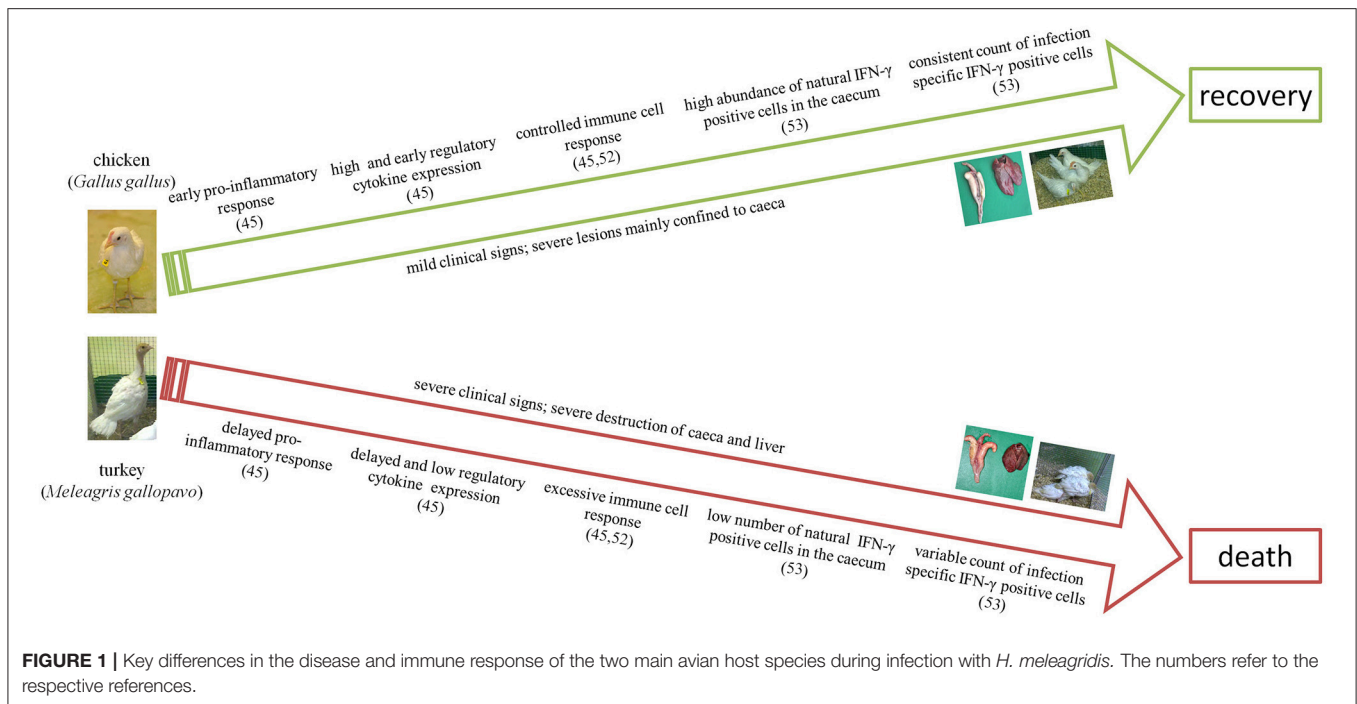 chicken
(Gallus gallus)
early pro-inflammatory
response
(45)
high and early regulatory
cytokine expression
(45)
controlled immune cell
response
(45,52)
high abundance of natural IFN-γ
positive cells in the caecum
(53)
consistent count of infection
specific IFN-γ positive cells
(53)
recovery
mild clinical signs; severe lesions mainly confined to caeca
severe clinical signs; severe destruction of caeca and liver
turkey
(Meleagris gallopavo)
delayed pro-
inflammatory response
(45)
delayed and low regulatory
cytokine expression
(45)
excessive immune cell
response
(45,52)
low number of natural IFN-γ
positive cells in the caecum
(53)
variable count of infection
specific IFN-γ positive cells
(53)
death
FIGURE 1 | Key differences in the disease and immune response of the two main avian host species during infection with H. meleagridis. The numbers refer to the
respective references.